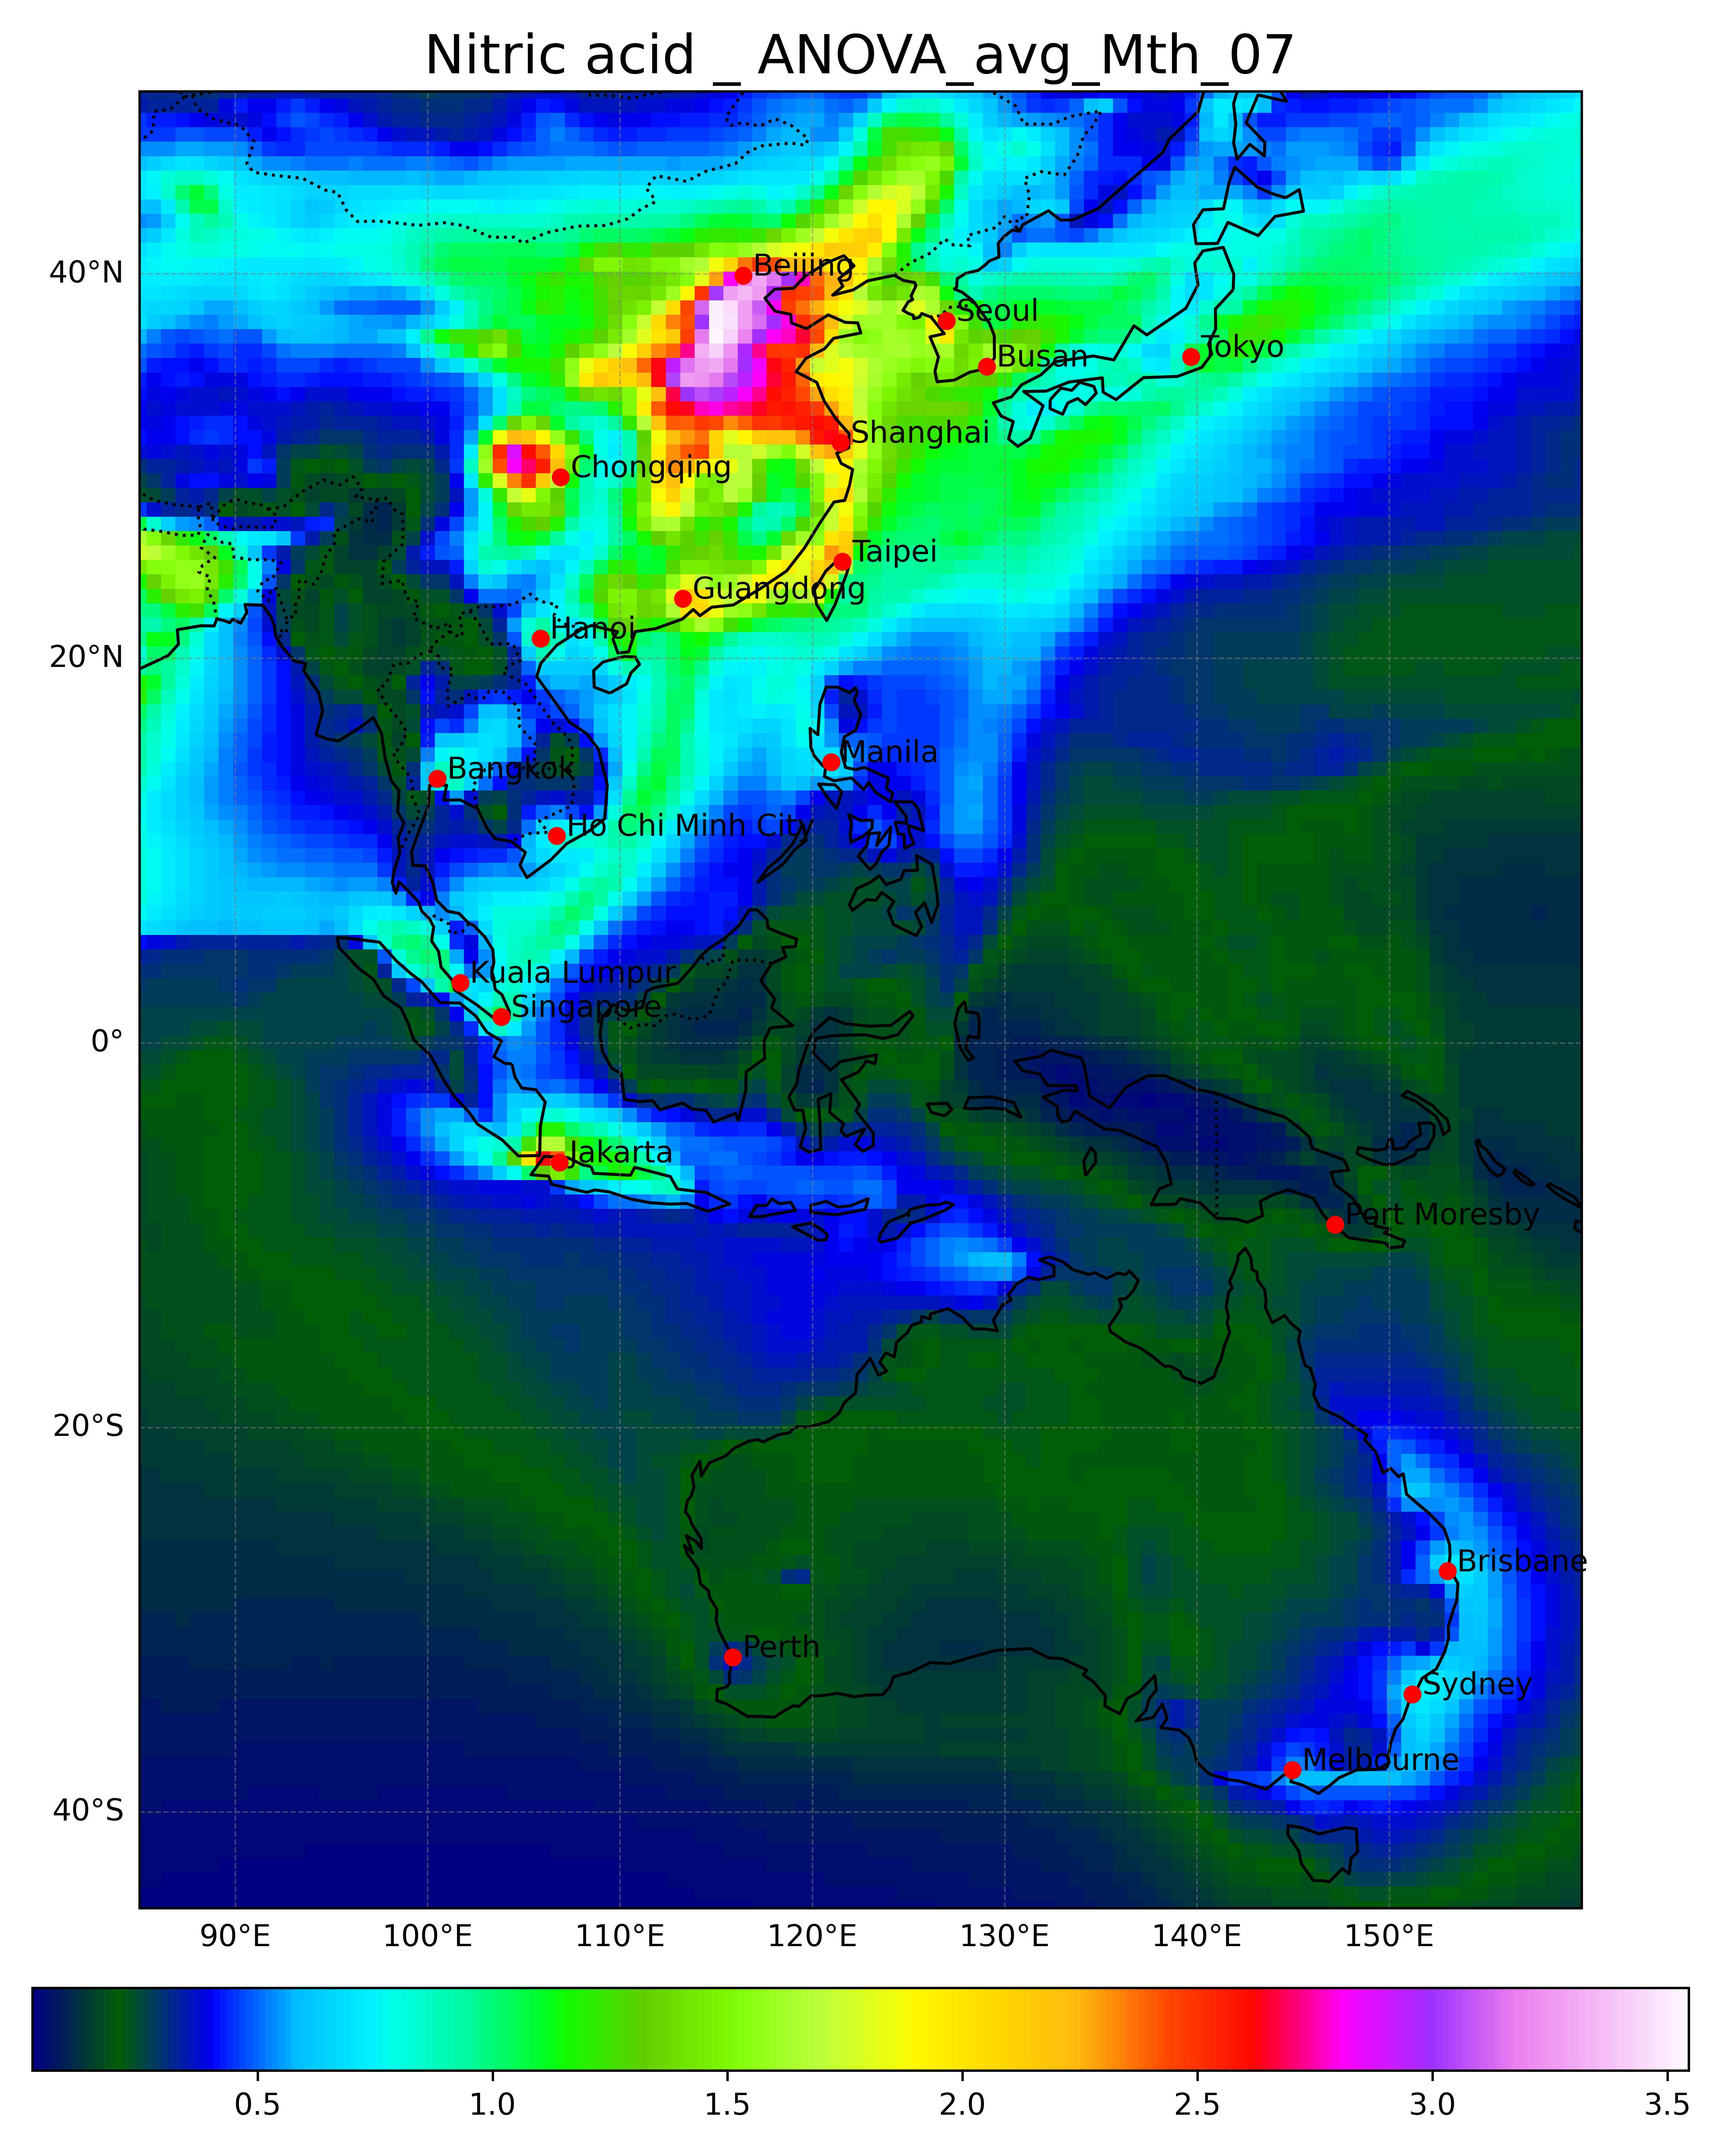 Nitric acid _ ANOVA_avg_Mth_07
40°N
20°N
0°
20°S
40°S
Beijing
Seoul
Busan
Tokyo
Shanghai
Chongqing
Taipei
Guangdong
Hanoi
Manila
Bangkok
Ho Chi Minh City
Kuala Lumpur
Singapore
Jakarta
Port Moresby
Brisbane
Perth
Sydney
Melbourne
90°E 100°E 110°E 120°E 130°E 140°E 150°E
0.5 1.0 1.5 2.0 2.5 3.0 3.5